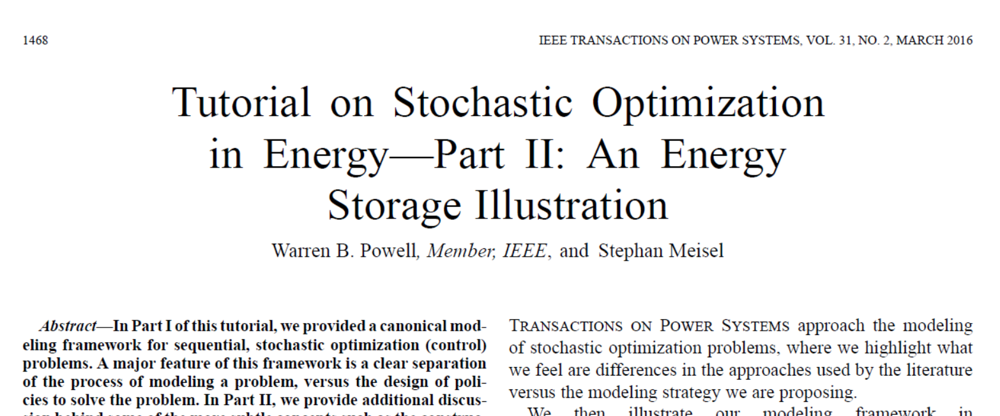 1468
IEEE TRANSACTIONS ON POWER SYSTEMS, VOL. 31, NO. 2, MARCH 2016
Tutorial on Stochastic Optimization
in Energy—Part II: An Energy
Storage Illustration
Warren B. Powell, Member, IEEE, and Stephan Meisel
Abstract—In Part I of this tutorial, we provided a canonical mod-
eling framework for sequential, stochastic optimization (control)
problems. A major feature of this framework is a clear separation
of the process of modeling a problem, versus the design of poli-
cies to solve the problem. In Part II, we provide additional discus-
sion behind some of the more subtle concepts such as the construc-
TRANSACTIONS ON POWER SYSTEMS approach the modeling
of stochastic optimization problems, where we highlight what
we feel are differences in the approaches used by the literature
versus the modeling strategy we are proposing.
We then illustrate our modeling framework in